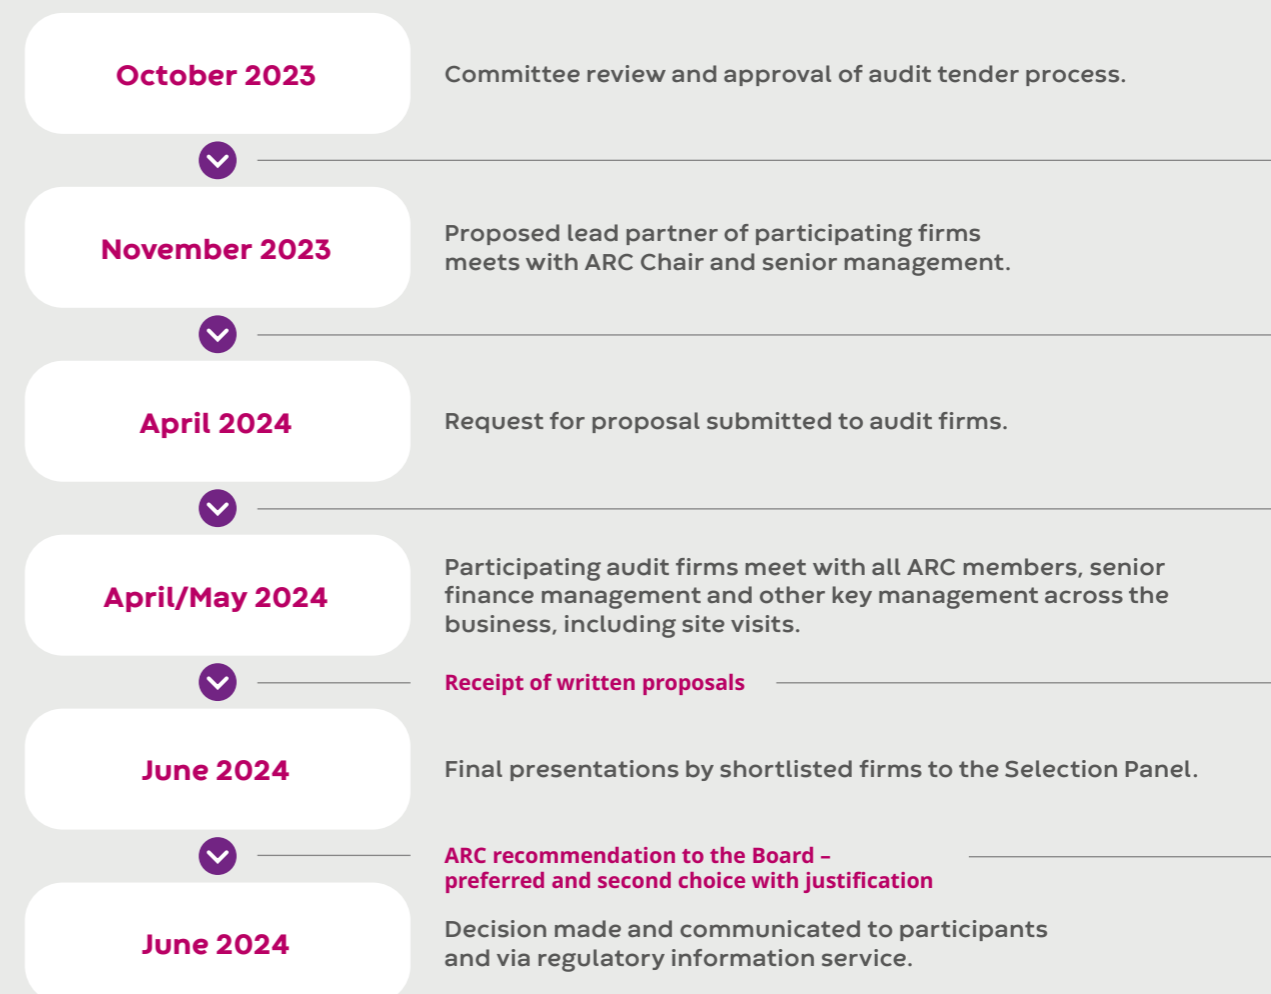 October 2023
Committee review and approval of audit tender process.
November 2023
Proposed lead partner of participating firms
meets with ARC Chair and senior management.
April 2024
Request for proposal submitted to audit firms.
April/May 2024
Participating audit firms meet with all ARC members, senior
finance management and other key management across the
business, including site visits.
Receipt of written proposals
June 2024
Final presentations by shortlisted firms to the Selection Panel.
ARC recommendation to the Board –
preferred and second choice with justification
June 2024
Decision made and communicated to participants
and via regulatory information service.